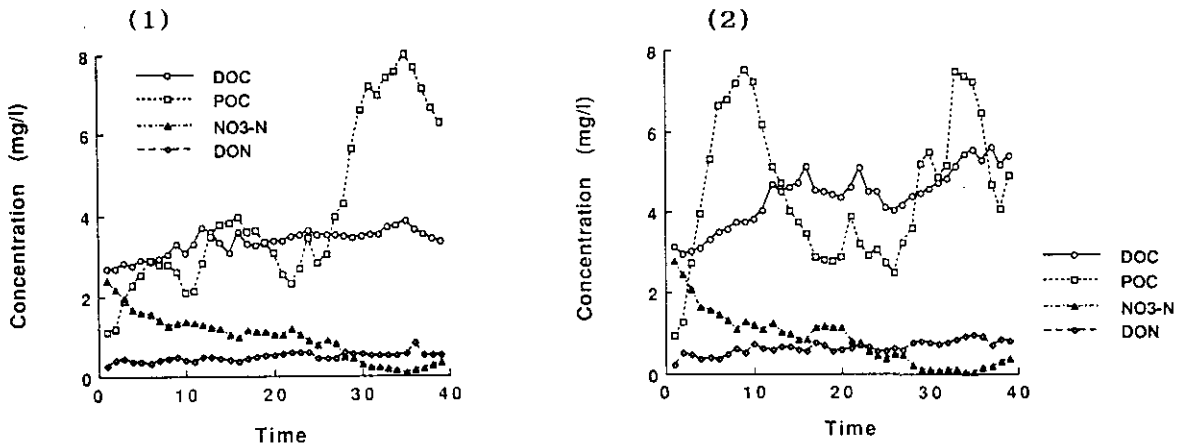 (1)
8
6
4
2
0
Concentration (mg/l)
DOC
POC
NO3-N
DON
0 10 20 30 40
Time
(2)
8
6
4
2
0
Concentration (mg/l)
0 10 20 30 40
Time
DOC
POC
NO3-N
DON